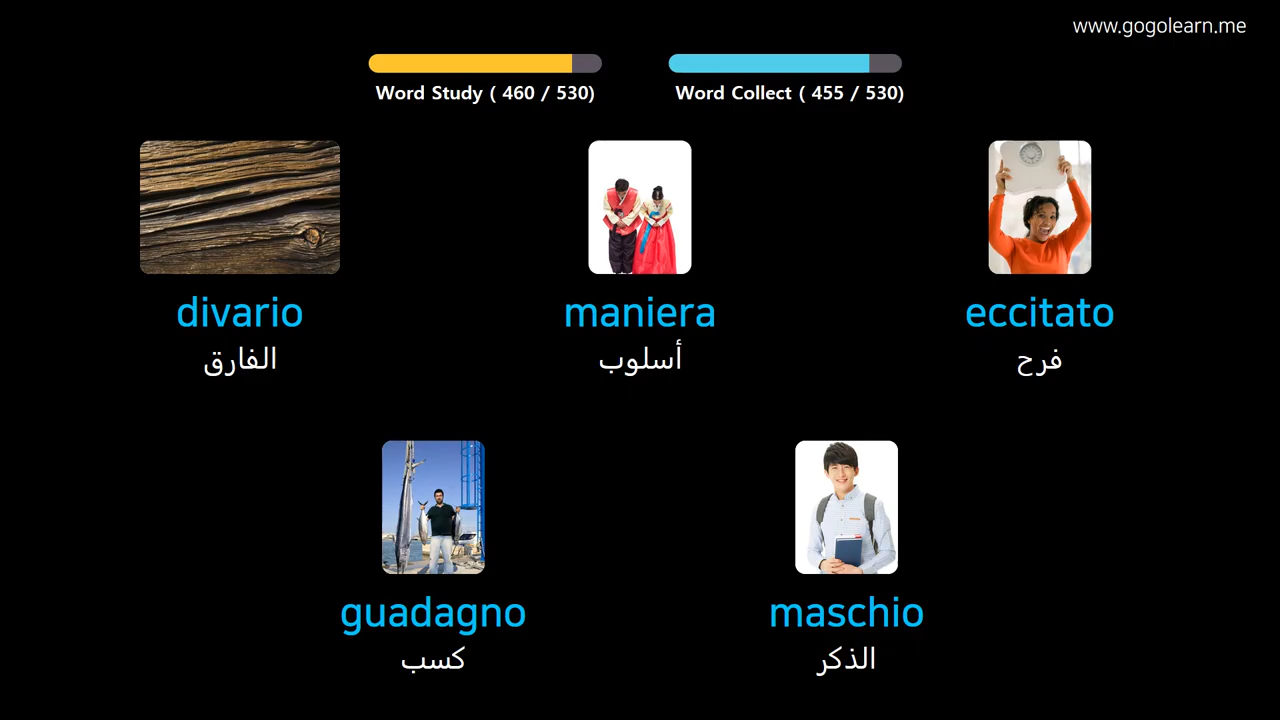 www.gogolearn.me
Word Study ( 460 / 530)
Word Collect ( 455 / 530)
divario
الفارق
maniera
أسلوب
eccitato
فرح
guadagno
كسب
maschio
الذكر